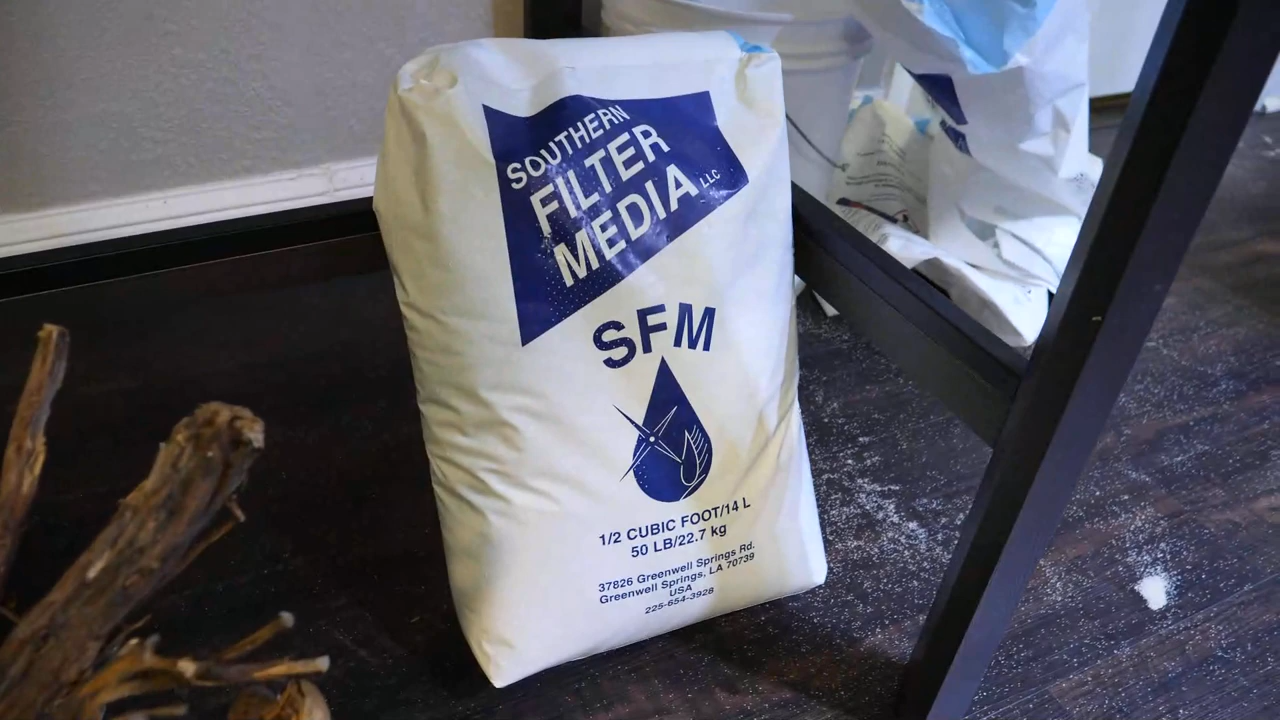 SOUTHERN
FILTER
MEDIA LLC
SFM
1/2 CUBIC FOOT/14 L
50 LB/22.7 kg
37826 Greenwell Springs Rd.
Greenwell Springs, LA 70739
USA
225-654-3928